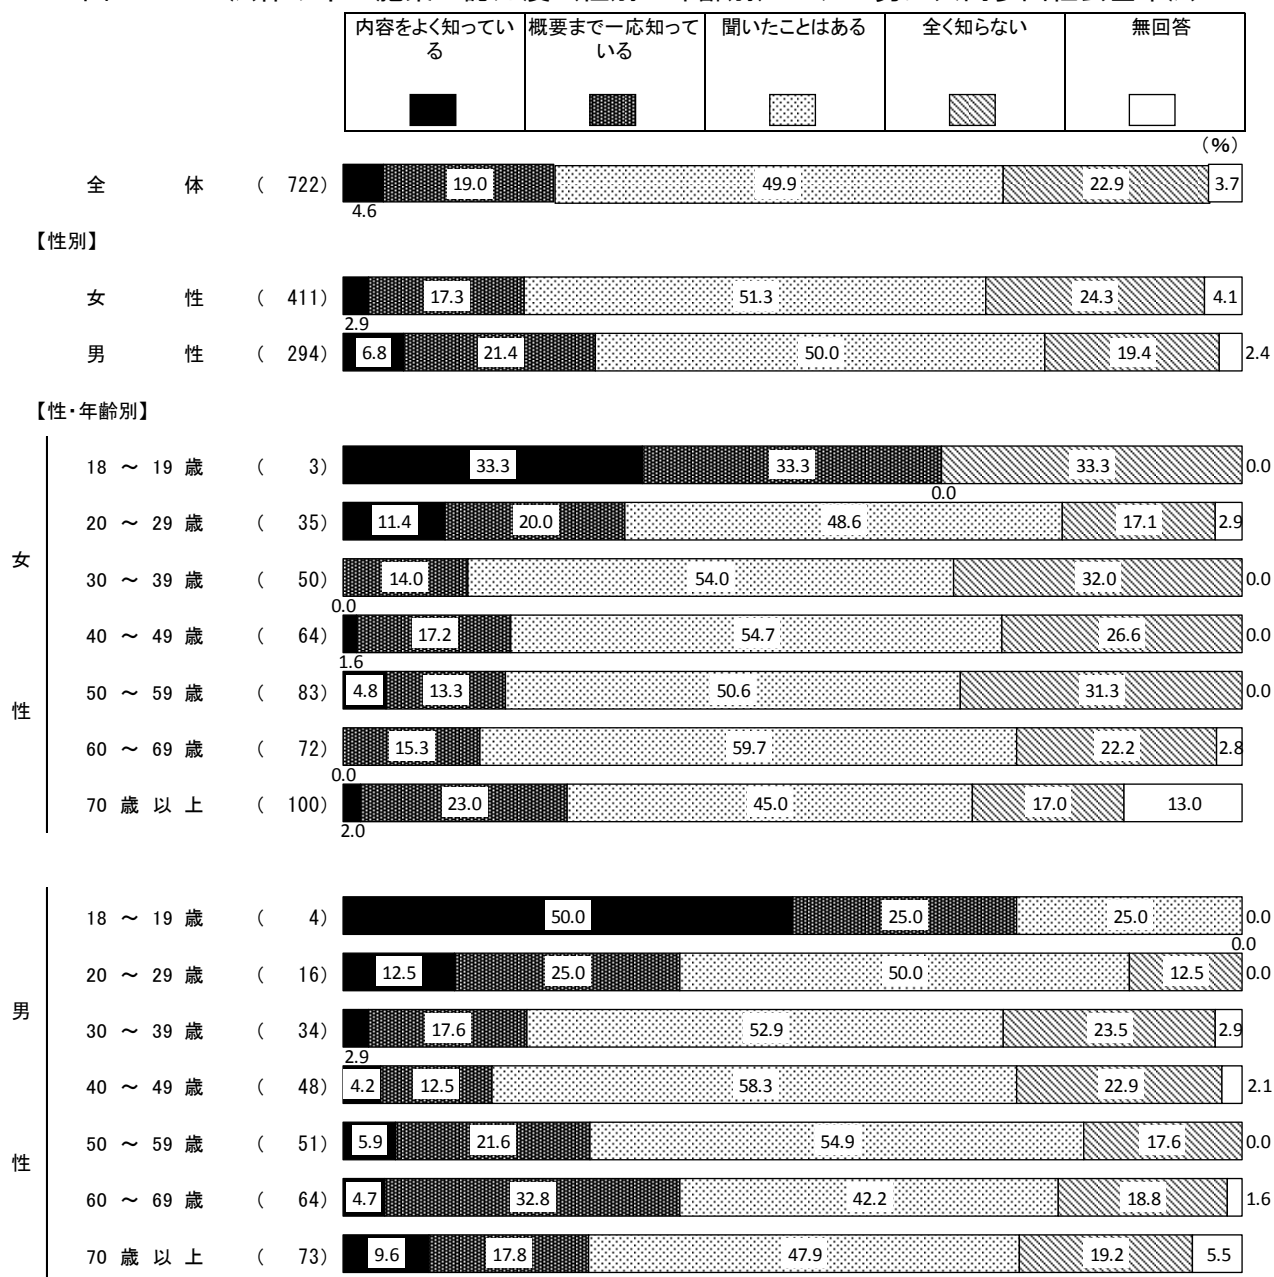 内容をよく知ってい
る
概要まで一応知って
いる
聞いたことはある
全く知らない
無回答
(%)
全 体 ( 722) 19.0 49.9 22.9 3.7
4.6
【性別】
女 性 ( 411) 17.3 51.3 24.3 4.1
2.9
男 性 ( 294) 6.8 21.4 50.0 19.4 2.4
【性・年齢別】
女
性
18 ～ 19 歳 ( 3) 33.3 33.3 33.3 0.0
0.0
20 ～ 29 歳 ( 35) 11.4 20.0 48.6 17.1 2.9
30 ～ 39 歳 ( 50) 14.0 54.0 32.0 0.0
0.0
40 ～ 49 歳 ( 64) 17.2 54.7 26.6 0.0
1.6
50 ～ 59 歳 ( 83) 4.8 13.3 50.6 31.3 0.0
60 ～ 69 歳 ( 72) 15.3 59.7 22.2 2.8
0.0
70 歳 以 上 ( 100) 23.0 45.0 17.0 13.0
2.0
男
性
18 ～ 19 歳 ( 4) 50.0 25.0 25.0 0.0
0.0
20 ～ 29 歳 ( 16) 12.5 25.0 50.0 12.5 0.0
30 ～ 39 歳 ( 34) 17.6 52.9 23.5 2.9
2.9
40 ～ 49 歳 ( 48) 4.2 12.5 58.3 22.9 2.1
50 ～ 59 歳 ( 51) 5.9 21.6 54.9 17.6 0.0
60 ～ 69 歳 ( 64) 4.7 32.8 42.2 18.8 1.6
70 歳 以 上 ( 73) 9.6 17.8 47.9 19.2 5.5